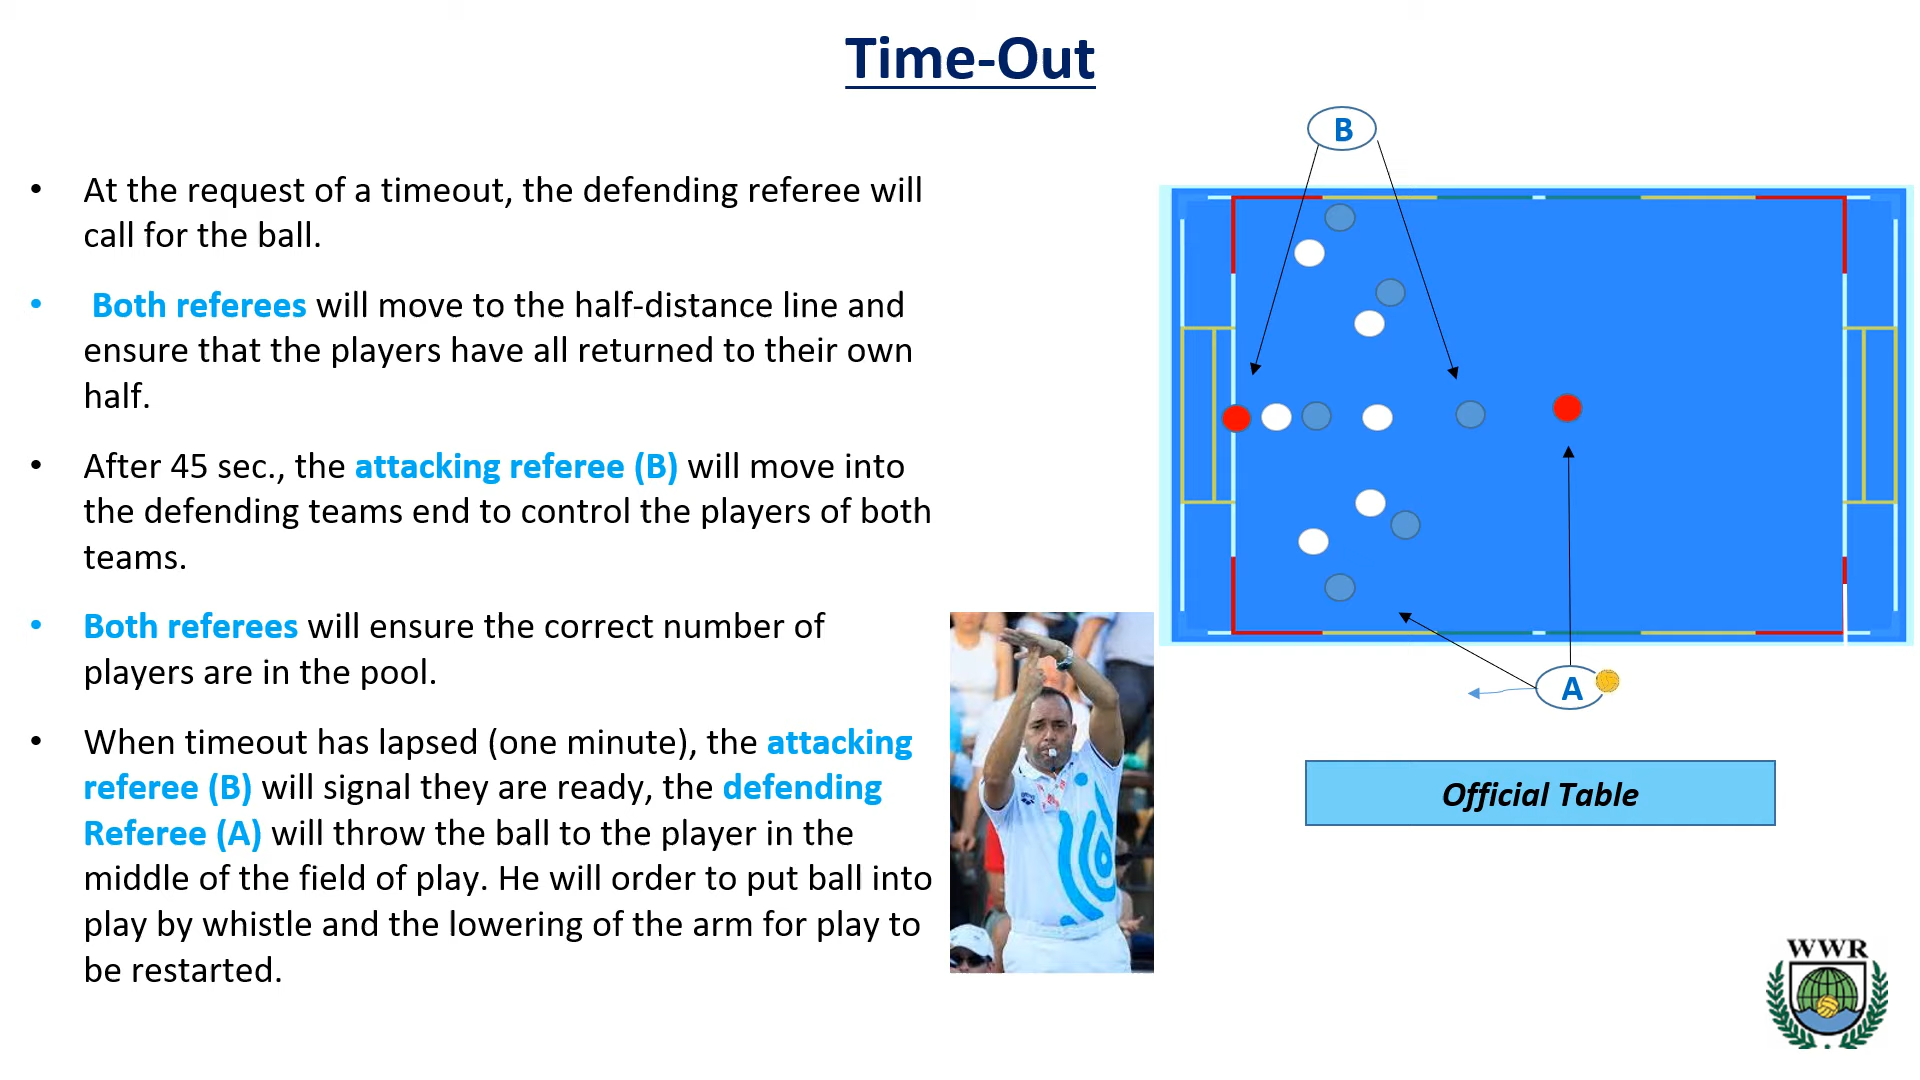 Time-Out
• At the request of a timeout, the defending referee will
call for the ball.
• Both referees will move to the half-distance line and
ensure that the players have all returned to their own
half.
• After 45 sec., the attacking referee (B) will move into
the defending teams end to control the players of both
teams.
• Both referees will ensure the correct number of
players are in the pool.
• When timeout has lapsed (one minute), the attacking
referee (B) will signal they are ready, the defending
Referee (A) will throw the ball to the player in the
middle of the field of play. He will order to put ball into
play by whistle and the lowering of the arm for play to
be restarted.
B
A
Official Table
WWR